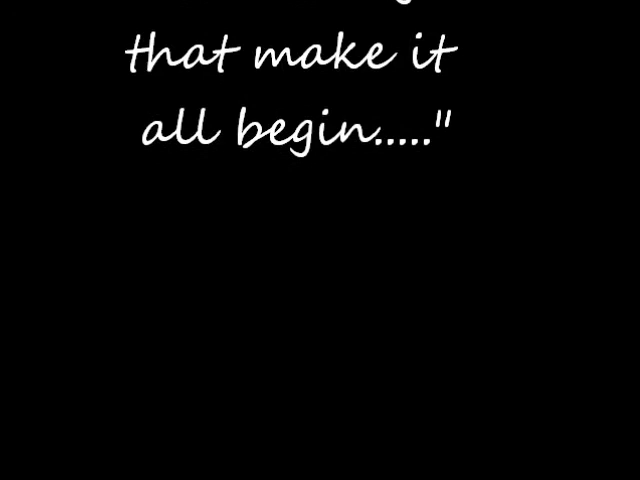 that make it
all begin....."